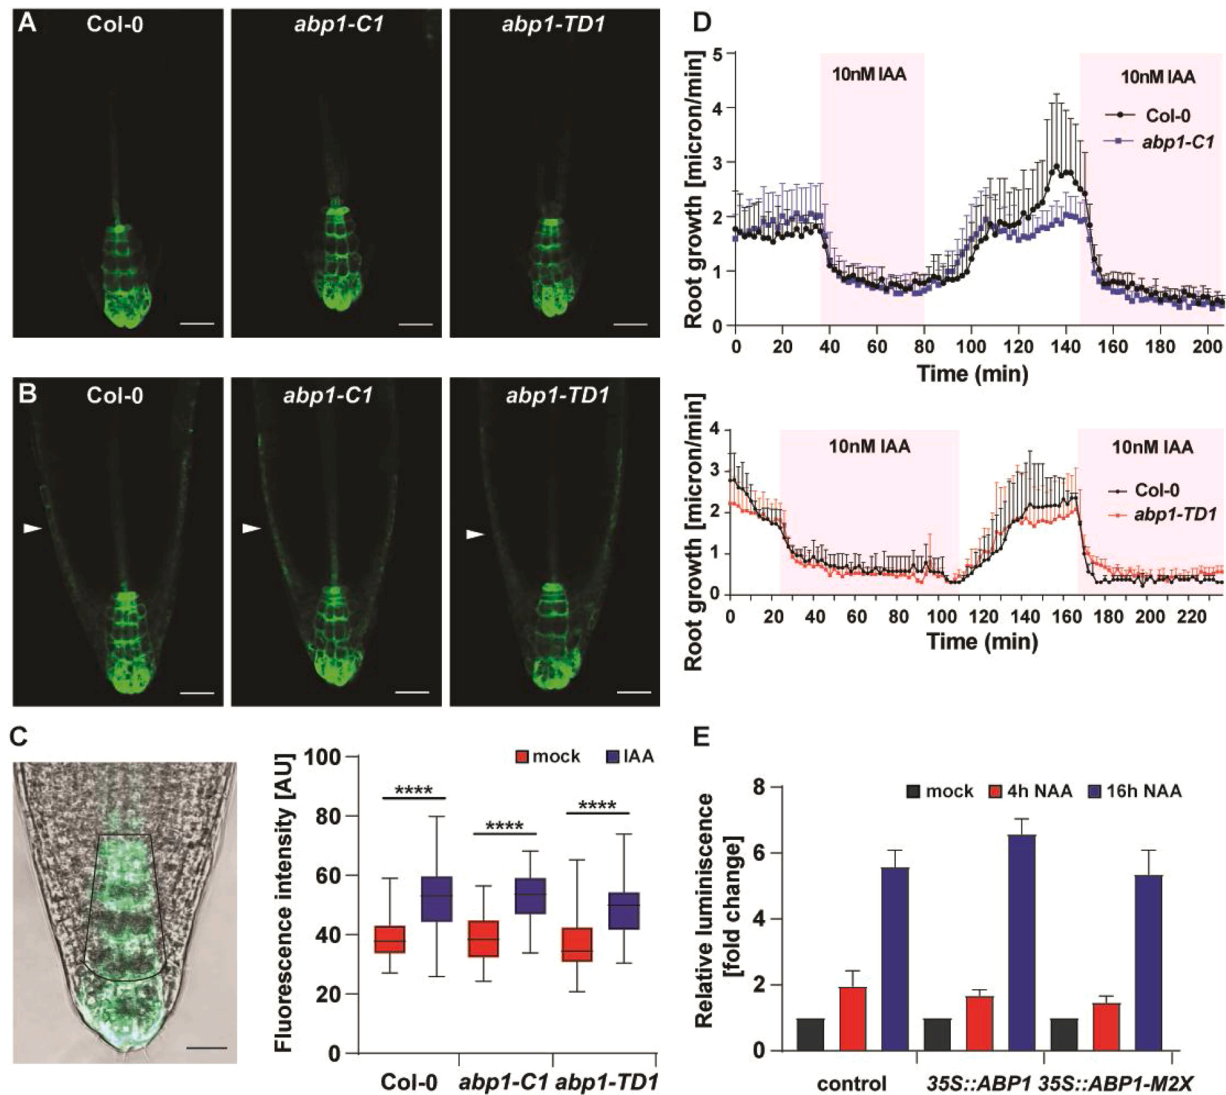 A
Col-0
abp1-C1
abp1-TD1
B
Col-0
abp1-C1
abp1-TD1
C
Fluorescence intensity [AU]
100
80
60
40
20
0
mock
IAA
****
****
****
Col-0
abp1-C1
abp1-TD1
D
Root growth [micron/min]
5
4
3
2
1
0
10nM IAA
10nM IAA
Col-0
abp1-C1
0 20 40 60 80 100 120 140 160 180 200
Time (min)
Root growth [micron/min]
4
3
2
1
0
10nM IAA
10nM IAA
Col-0
abp1-TD1
0 20 40 60 80 100 120 140 160 180 200 220
Time (min)
E
Relative luminiscence
[fold change]
8
6
4
2
0
mock
4h NAA
16h NAA
control
35S::ABP1
35S::ABP1-M2X